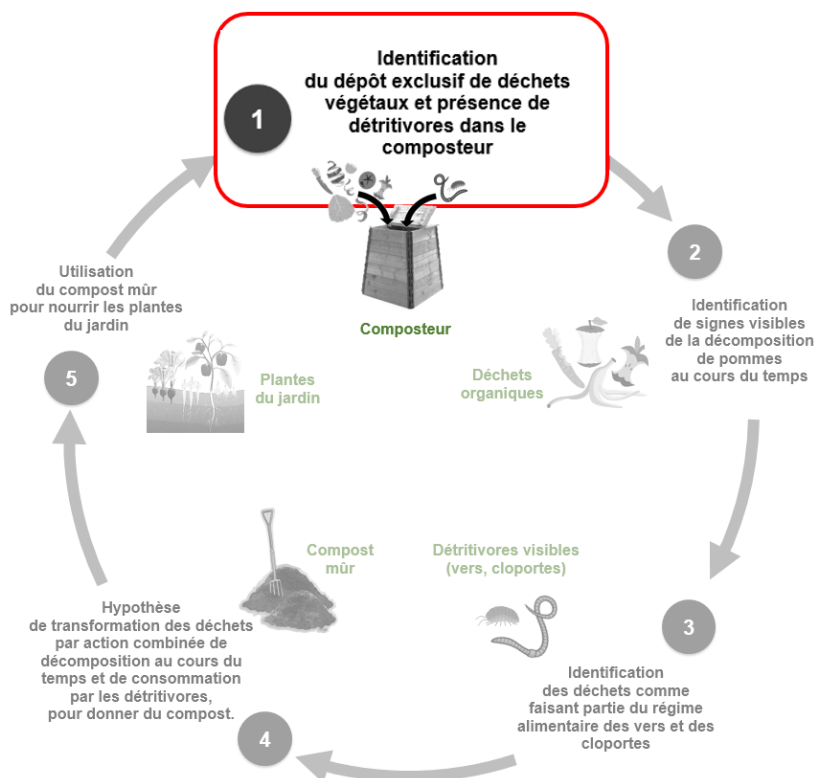 1
Identification
du dépôt exclusif de déchets
végétaux et présence de
détritivores dans le
composteur
Composteur
2
Identification
de signes visibles
de la décomposition
de pommes
au cours du temps
Déchets
organiques
3
Identification
des déchets comme
faisant partie du régime
alimentaire des vers et des
cloportes
Détritivores visibles
(vers, cloportes)
4
Hypothèse
de transformation des déchets
par action combinée de
décomposition au cours du
temps et de consommation
par les détritivores,
pour donner du compost.
Compost
mûr
5
Utilisation
du compost mûr
pour nourrir les plantes
du jardin
Plantes
du jardin